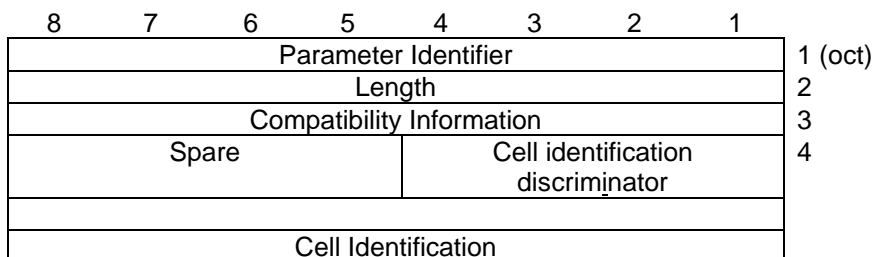 8 7 6 5 4 3 2 1
Parameter Identifier 1 (oct)
Length 2
Compatibility Information 3
Spare Cell identification 4
discriminator
Cell Identification